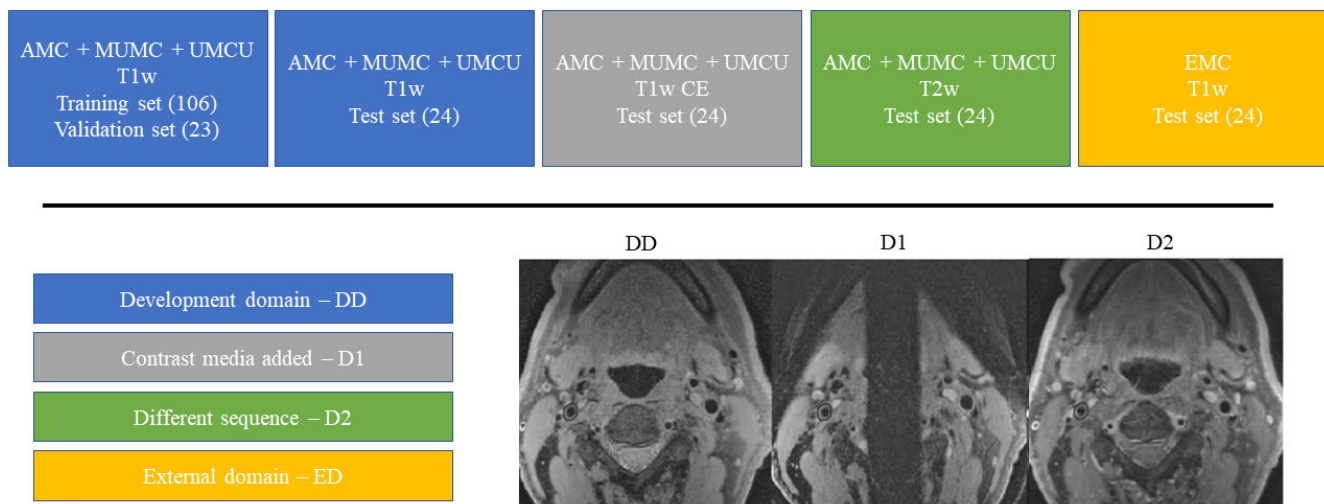 AMC + MUMC + UMCU
T1w
Training set (106)
Validation set (23)
AMC + MUMC + UMCU
T1w
Test set (24)
AMC + MUMC + UMCU
T1w CE
Test set (24)
AMC + MUMC + UMCU
T2w
Test set (24)
EMC
T1w
Test set (24)
Development domain – DD
Contrast media added – D1
Different sequence – D2
External domain – ED
DD
D1
D2